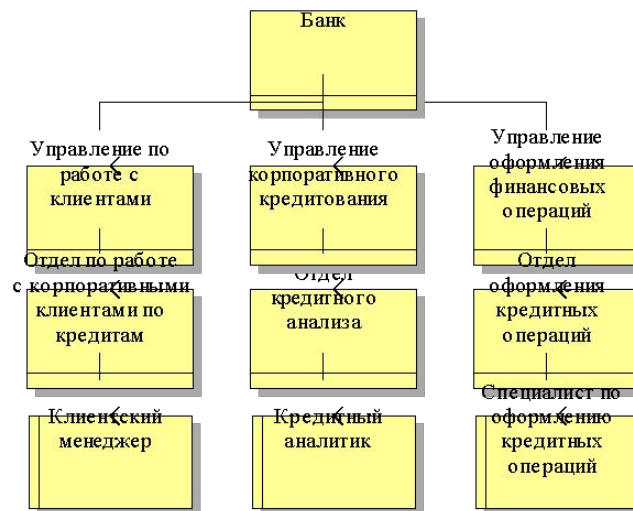 Банк
Управление по
работе с
клиентами
Управление
корпоративного
кредитования
Управление
оформления
финансовых
операций
Отдел по работе
с корпоративными
клиентами по
кредитам
Отдел
кредитного
анализа
Отдел
оформления
кредитных
операций
Клиентский
менеджер
Кредитный
аналитик
Специалист по
оформлению
кредитных
операций